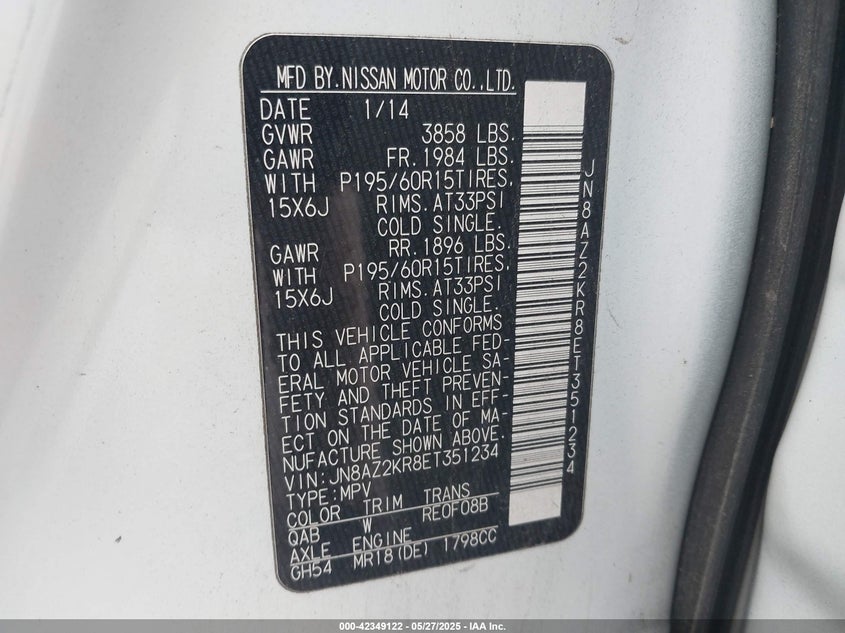 MFD BY.NISSAN MOTOR CO.,LTD.
DATE 1/14
GVWR 3858 LBS.
GAWR FR.1984 LBS.
WITH P195/60R15TIRES.
15X6J RIMS.AT33PSI
COLD SINGLE.
GAWR RR.1896 LBS.
WITH P195/60R15TIRES.
15X6J RIMS.AT33PSI
COLD SINGLE.
THIS VEHICLE CONFORMS
TO ALL APPLICABLE FED-
ERAL MOTOR VEHICLE SA-
FETY AND THEFT PREVEN-
TION STANDARDS IN EFF-
ECT ON THE DATE OF MA-
NUFACTURE SHOWN ABOVE.
VIN:JN8AZ2KR8ET351234
TYPE:MPV
COLOR TRIM TRANS
QAB W RE0F08B
AXLE ENGINE
GH54 MR18(DE) 1798CC
JN8AZ2KR8ET351234
000-42349122 - 05/27/2025 - IAA Inc.